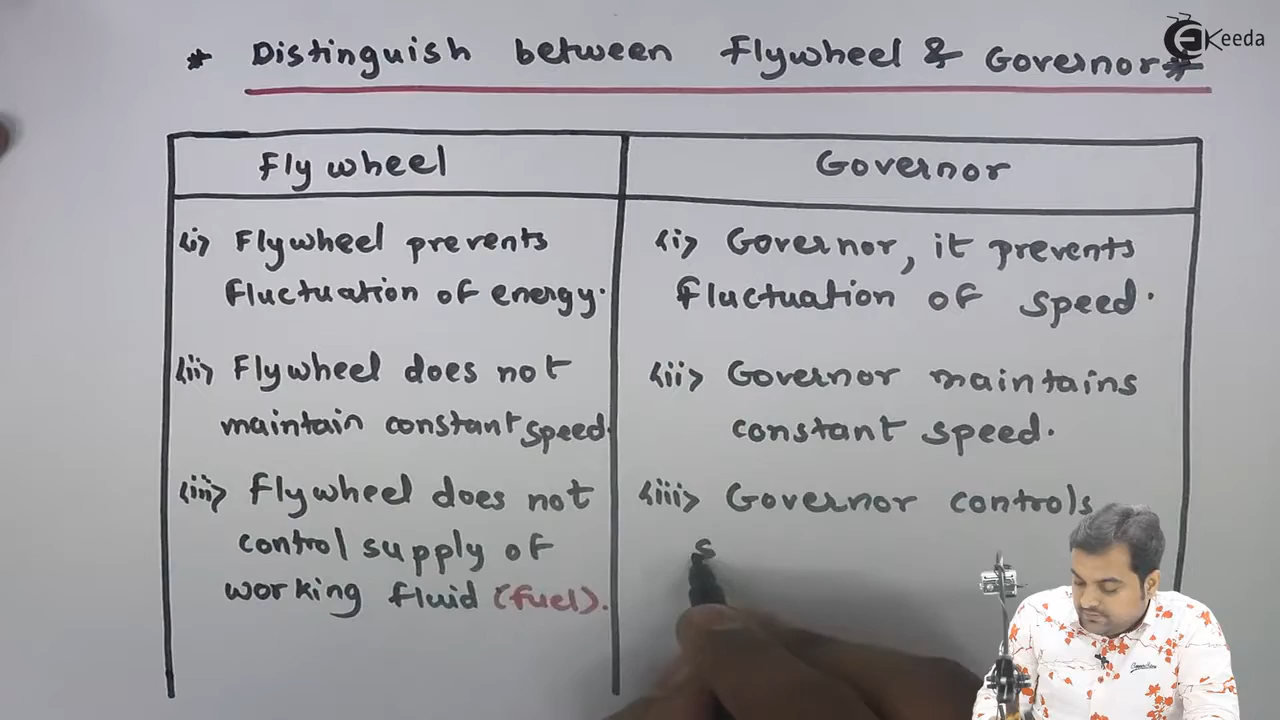 * Distinguish between Flywheel & Governor *
Keeda
Flywheel
Governor
(i) Flywheel prevents
fluctuation of energy.
(ii) Flywheel does not
maintain constant speed.
(iii) Flywheel does not
control supply of
working fluid (fuel).
(i) Governor, it prevents
fluctuation of speed.
(ii) Governor maintains
constant speed.
(iii) Governor controls
s